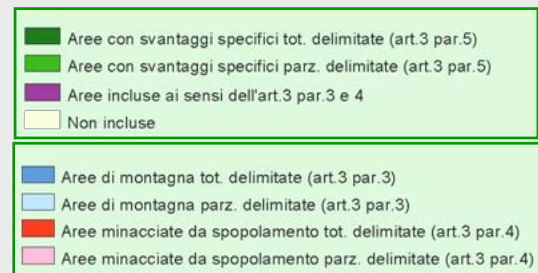 Aree con svantaggi specifici tot. delimitate (art.3 par.5)
Aree con svantaggi specifici parz. delimitate (art.3 par.5)
Aree incluse ai sensi dell'art.3 par.3 e 4
Non incluse
Aree di montagna tot. delimitate (art.3 par.3)
Aree di montagna parz. delimitate (art.3 par.3)
Aree minacciate da spopolamento tot. delimitate (art.3 par.4)
Aree minacciate da spopolamento parz. delimitate (art.3 par.4)